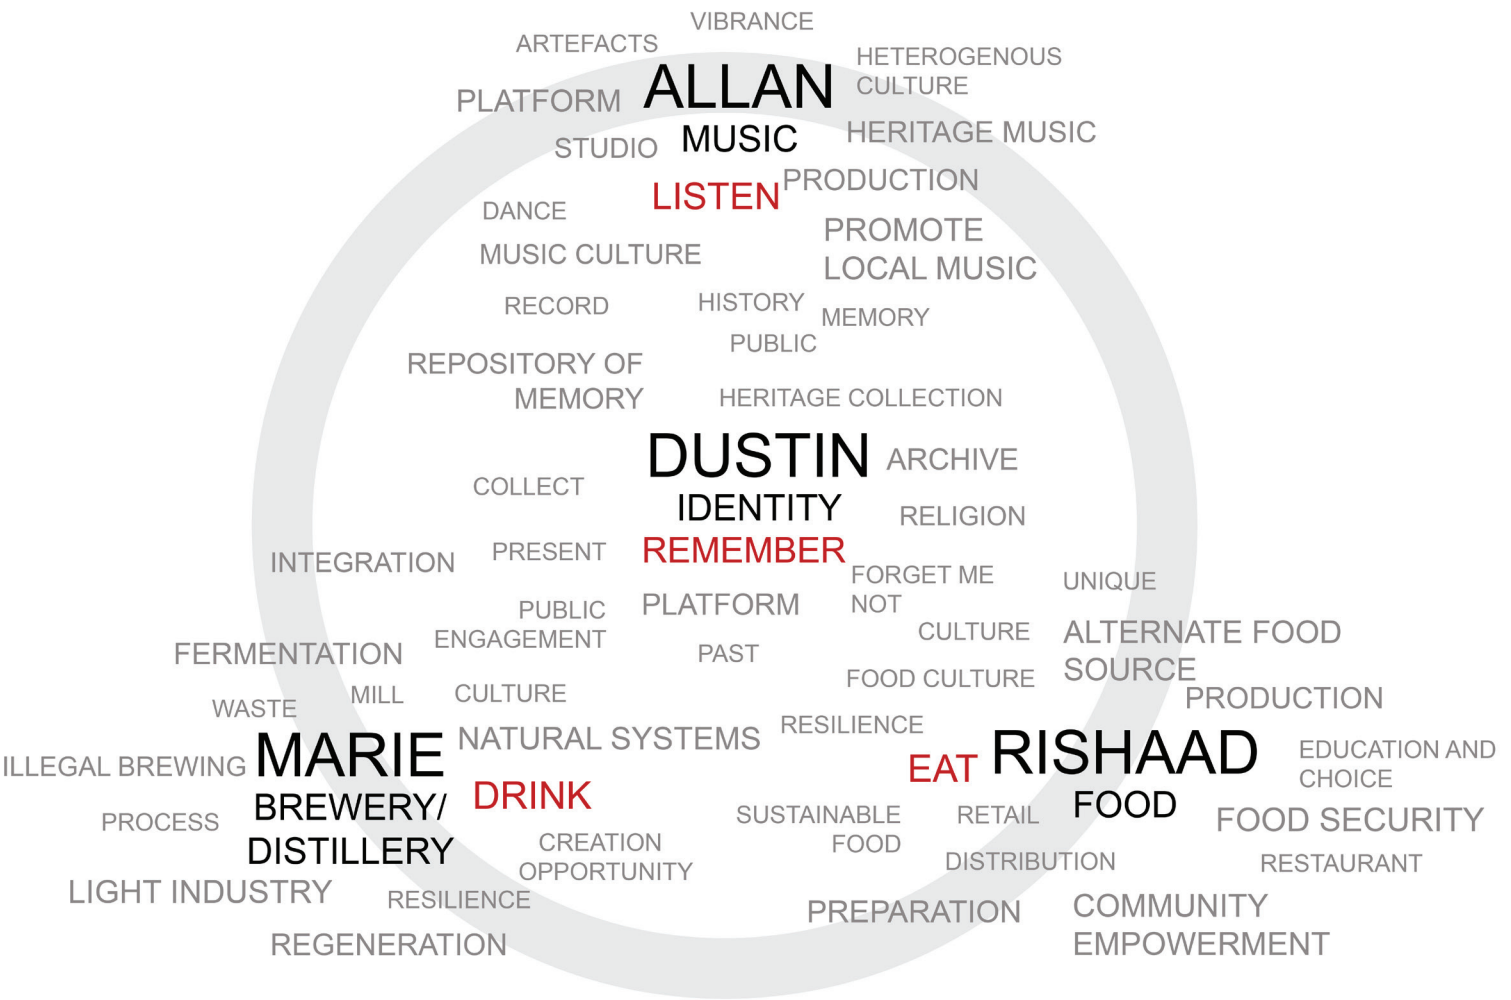 VIBRANCE
ARTEFACTS
HETEROGENOUS
CULTURE
PLATFORM
ALLAN
MUSIC
HERITAGE MUSIC
STUDIO
LISTEN
PRODUCTION
DANCE
PROMOTE
LOCAL MUSIC
MUSIC CULTURE
RECORD
HISTORY
MEMORY
PUBLIC
REPOSITORY OF
MEMORY
HERITAGE COLLECTION
DUSTIN
IDENTITY
REMEMBER
ARCHIVE
COLLECT
RELIGION
INTEGRATION
PRESENT
FORGET ME
NOT
UNIQUE
PUBLIC
ENGAGEMENT
PLATFORM
CULTURE
ALTERNATE FOOD
SOURCE
FERMENTATION
PAST
FOOD CULTURE
WASTE
MILL
CULTURE
PRODUCTION
NATURAL SYSTEMS
RESILIENCE
ILLEGAL BREWING
MARIE
BREWERY/
DISTILLERY
DRINK
EAT
RISHAAD
FOOD
EDUCATION AND
CHOICE
PROCESS
SUSTAINABLE
FOOD
RETAIL
FOOD SECURITY
CREATION
OPPORTUNITY
DISTRIBUTION
RESTAURANT
LIGHT INDUSTRY
RESILIENCE
PREPARATION
COMMUNITY
EMPOWERMENT
REGENERATION